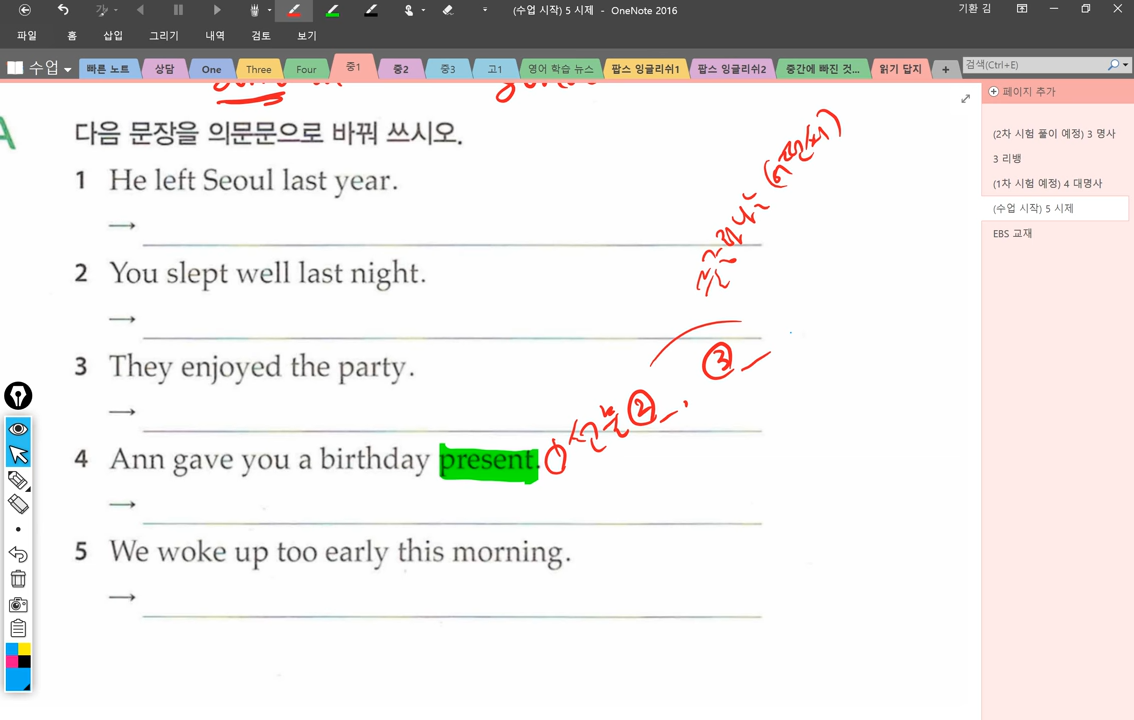 (수업 시작) 5 시제 - OneNote 2016
기환 김
파일 홈 삽입 그리기 내역 검토 보기
수업 빠른 노트 상담 One Three Four 중1 중2 중3 고1 영어 학습 뉴스 팝스 잉글리쉬1 팝스 잉글리쉬2 중간에 빠진 것... 읽기 답지 + 검색(Ctrl+E)
페이지 추가
(2차 시험 풀이 예정) 3 명사
3 리뱅
(1차 시험 예정) 4 대명사
(수업 시작) 5 시제
EBS 교재
A 다음 문장을 의문문으로 바꿔 쓰시오.
1 He left Seoul last year.
→
2 You slept well last night.
→
3 They enjoyed the party.
→
4 Ann gave you a birthday present.
→
5 We woke up too early this morning.
→
① 선물 ②
③